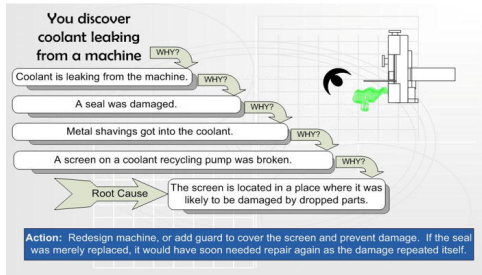 You discover
coolant leaking
from a machine
WHY?
Coolant is leaking from the machine.
WHY?
A seal was damaged.
WHY?
Metal shavings got into the coolant.
WHY?
A screen on a coolant recycling pump was broken.
WHY?
Root Cause
The screen is located in a place where it was
likely to be damaged by dropped parts.
Action: Redesign machine, or add guard to cover the screen and prevent damage. If the seal
was merely replaced, it would have soon needed repair again as the damage repeated itself.